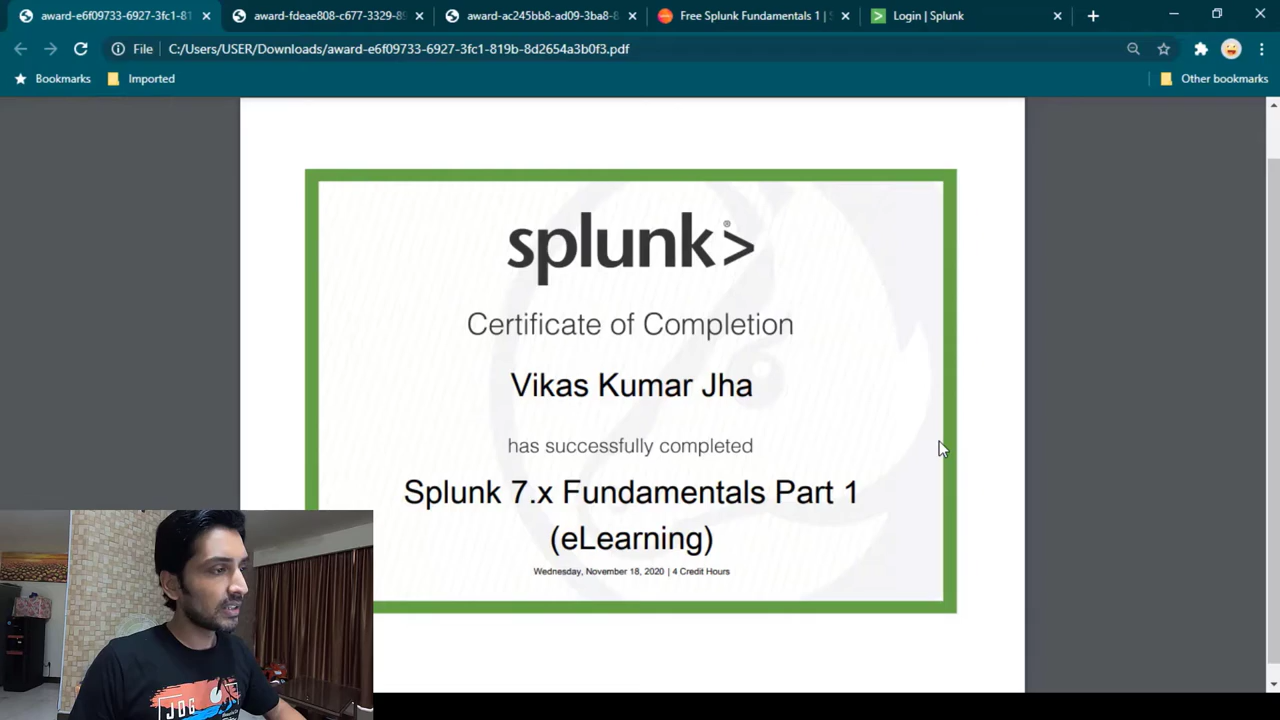 award-e6f09733-6927-3fc1-81
award-fdeae808-c677-3329-89
award-ac245bb8-ad09-3ba8-8
Free Splunk Fundamentals 1 | S
Login | Splunk
File
C:/Users/USER/Downloads/award-e6f09733-6927-3fc1-819b-8d2654a3b0f3.pdf
Bookmarks
Imported
Other bookmarks
splunk>®
Certificate of Completion
Vikas Kumar Jha
has successfully completed
Splunk 7.x Fundamentals Part 1
(eLearning)
Wednesday, November 18, 2020 | 4 Credit Hours
JOG